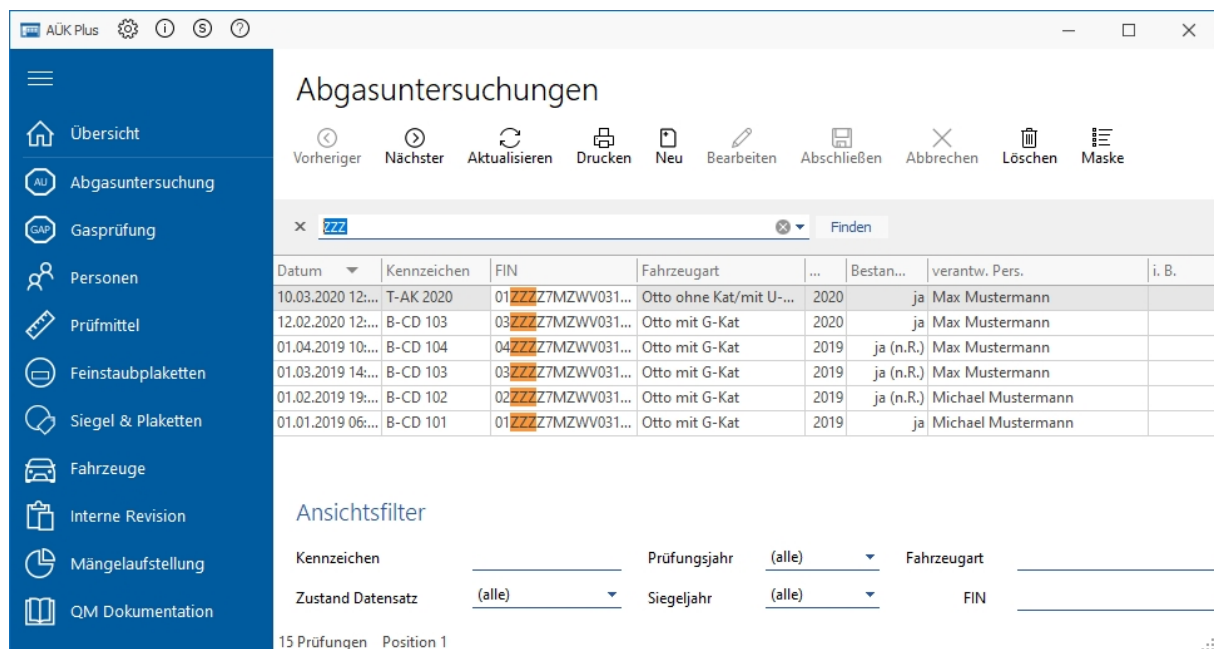 AÜK Plus
Übersicht
Abgasuntersuchung
Gasprüfung
Personen
Prüfmittel
Feinstaubplaketten
Siegel & Plaketten
Fahrzeuge
Interne Revision
Mängelaufstellung
QM Dokumentation
AU
GAP
Abgasuntersuchungen
Vorheriger Nächster Aktualisieren Drucken Neu Bearbeiten Abschließen Abbrechen Löschen Maske
ZZZ Finden
Datum Kennzeichen FIN Fahrzeugart ... Bestan... verantw. Pers. i. B.
10.03.2020 12:... T-AK 2020 01ZZZZ7MZWV031... Otto ohne Kat/mit U-... 2020 ja Max Mustermann
12.02.2020 12:... B-CD 103 03ZZZZ7MZWV031... Otto mit G-Kat 2020 ja Max Mustermann
01.04.2019 10:... B-CD 104 04ZZZZ7MZWV031... Otto mit G-Kat 2019 ja (n.R.) Max Mustermann
01.03.2019 14:... B-CD 103 03ZZZZ7MZWV031... Otto mit G-Kat 2019 ja (n.R.) Max Mustermann
01.02.2019 19:... B-CD 102 02ZZZZ7MZWV031... Otto mit G-Kat 2019 ja (n.R.) Michael Mustermann
01.01.2019 06:... B-CD 101 01ZZZZ7MZWV031... Otto mit G-Kat 2019 ja Michael Mustermann
Ansichtsfilter
Kennzeichen Prüfungsjahr (alle) Fahrzeugart
Zustand Datensatz (alle) Siegeljahr (alle) FIN
15 Prüfungen Position 1